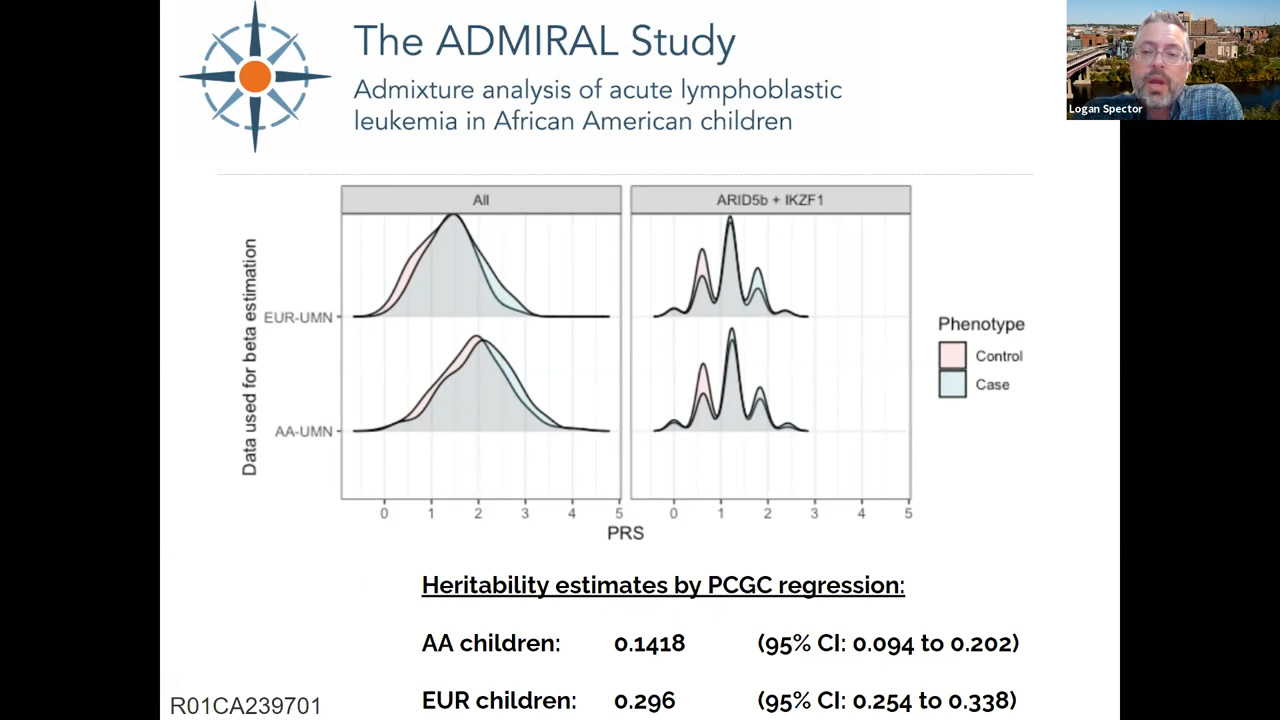 The ADMIRAL Study
Admixture analysis of acute lymphoblastic
leukemia in African American children
Logan Spector
All
ARID5b + IKZF1
Data used for beta estimation
EUR-UMN
AA-UMN
0 1 2 3 4 5
0 1 2 3 4 5
PRS
Phenotype
Control
Case
Heritability estimates by PCGC regression:
AA children: 0.1418 (95% CI: 0.094 to 0.202)
EUR children: 0.296 (95% CI: 0.254 to 0.338)
R01CA239701